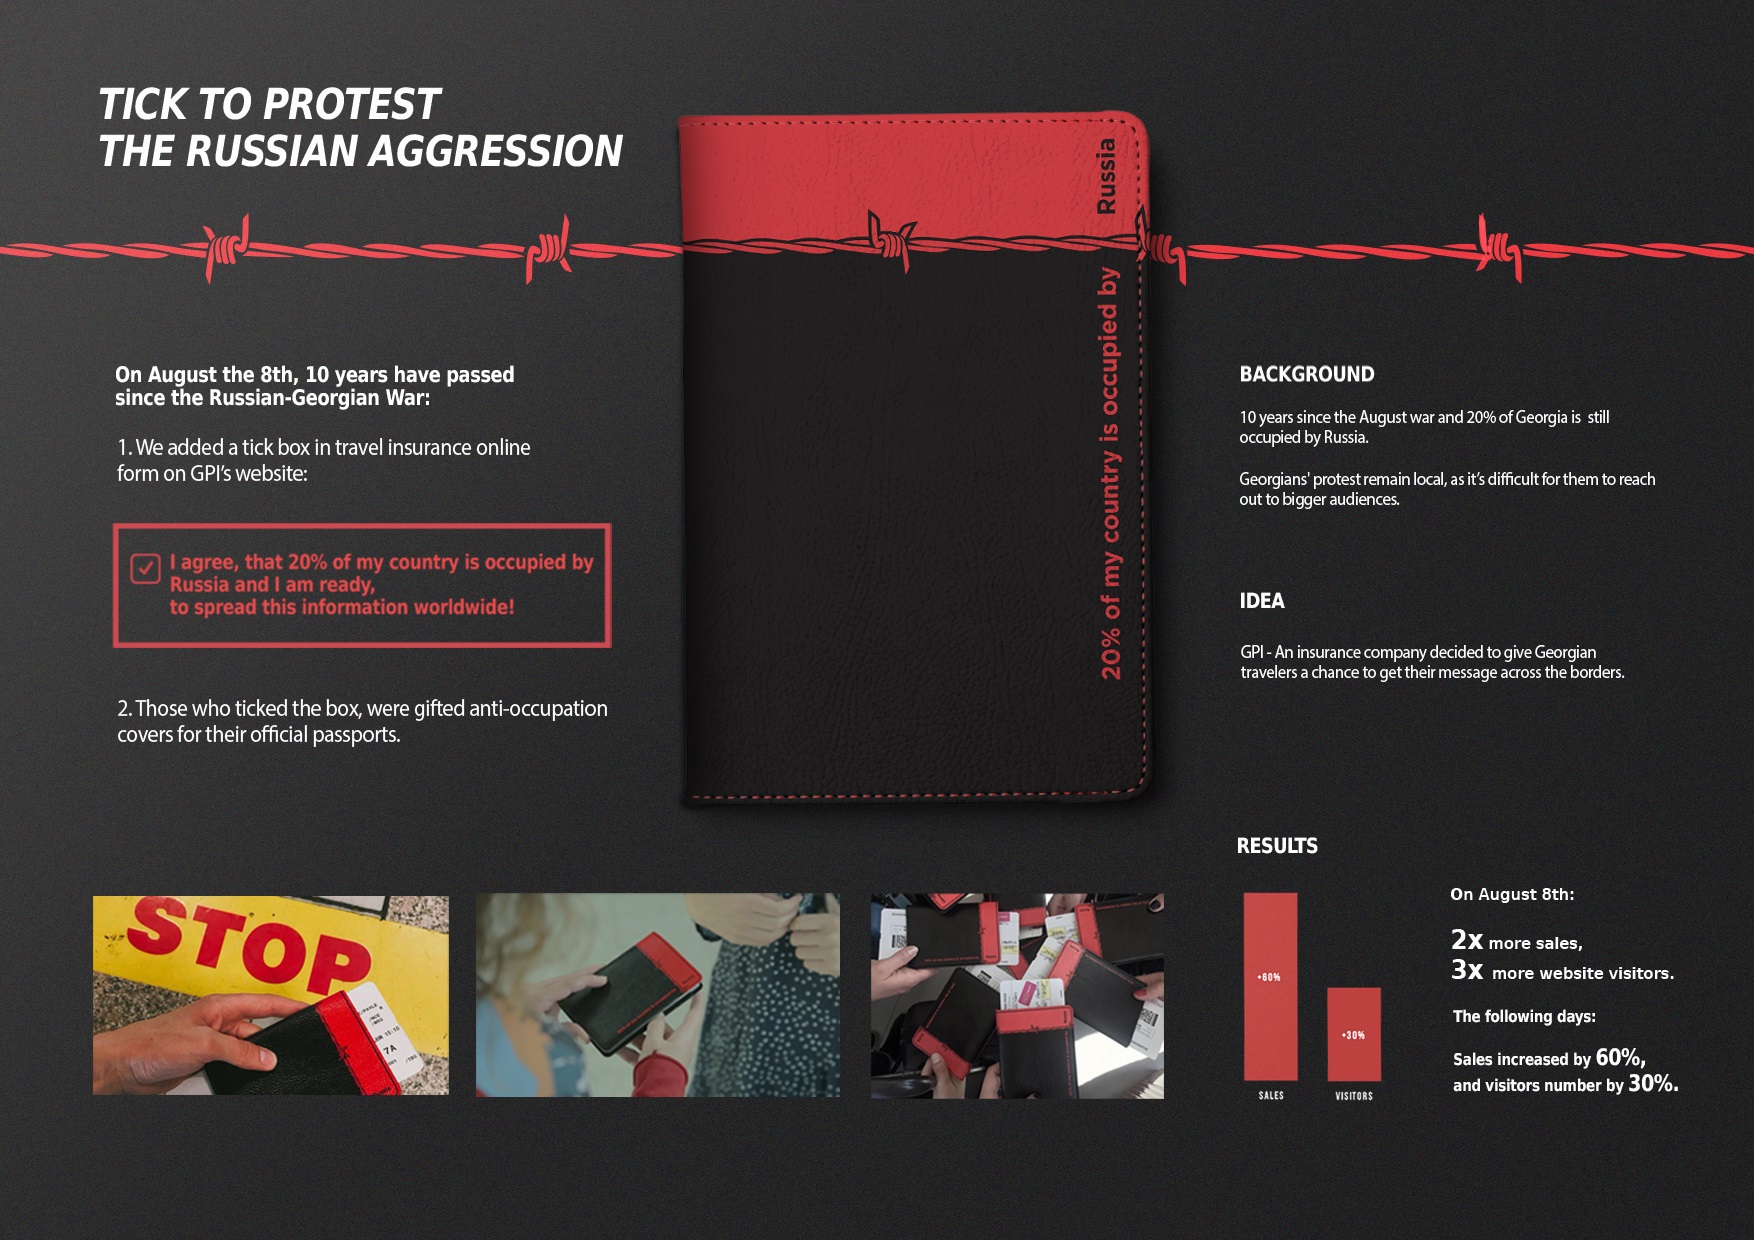 TICK TO PROTEST
THE RUSSIAN AGGRESSION
On August the 8th, 10 years have passed
since the Russian-Georgian War:
1. We added a tick box in travel insurance online
form on GPI's website:
I agree, that 20% of my country is occupied by
Russia and I am ready,
to spread this information worldwide!
2. Those who ticked the box, were gifted anti-occupation
covers for their official passports.
20% of my country is occupied by Russia
BACKGROUND
10 years since the August war and 20% of Georgia is still
occupied by Russia.
Georgians' protest remain local, as it's difficult for them to reach
out to bigger audiences.
IDEA
GPI - An insurance company decided to give Georgian
travelers a chance to get their message across the borders.
STOP
7A
RESULTS
+60%
SALES
+30%
VISITORS
On August 8th:
2x more sales,
3x more website visitors.
The following days:
Sales increased by 60%,
and visitors number by 30%.